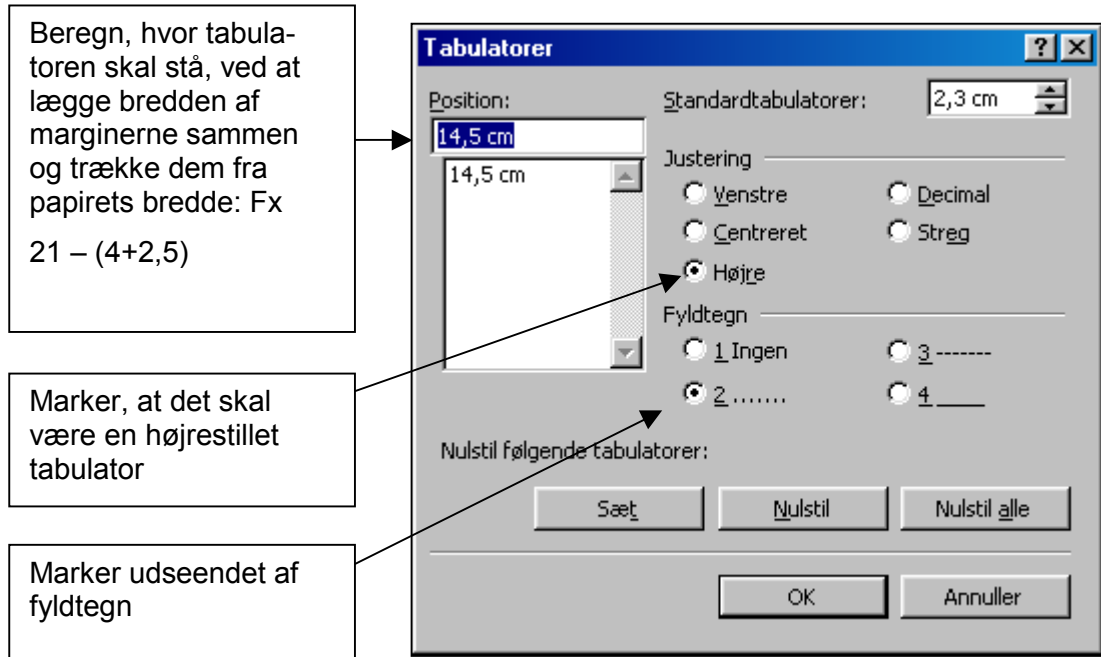 Beregn, hvor tabula-
toren skal stå, ved at
lægge bredden af
marginerne sammen
og trække dem fra
papirets bredde: Fx
21 – (4+2,5)
Marker, at det skal
være en højrestillet
tabulator
Marker udseendet af
fyldtegn
Tabulatorer
Position:
14,5 cm
14,5 cm
Standardtabulatorer: 2,3 cm
Justering
Venstre Decimal
Centreret Streg
Højre
Fyldtegn
1 Ingen 3 -------
2 ....... 4 ____
Nulstil følgende tabulatorer:
Sæt Nulstil Nulstil alle
OK Annuller